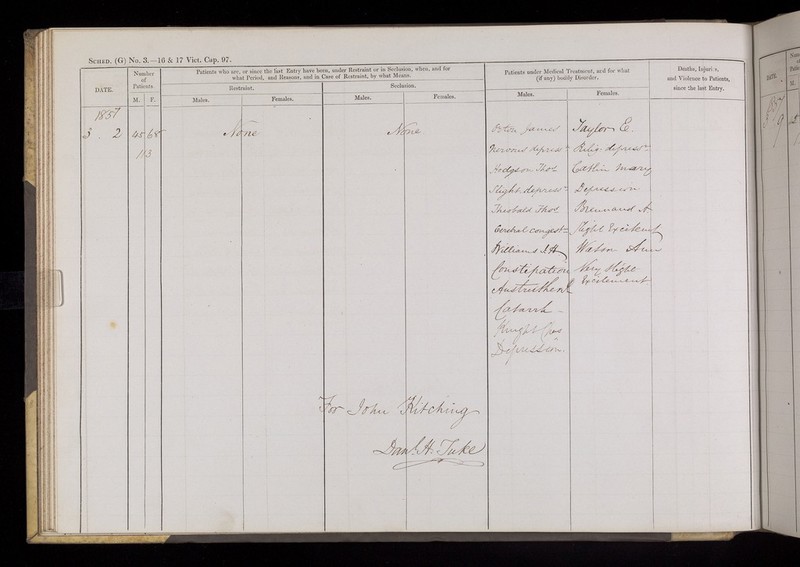 SCHED. (G) No. 3.—16 & 17 Vict. Cap. 97.
DATE.
Number of Patients.
M. F.
Patients who are, or since the last Entry have been, under Restraint or in Seclusion, when, and for
what Period, and Reasons, and in Case of Restraint, by what Means.
Restraint.
Seclusion.
Males. Females. Males. Females.
Patients under Medical Treatment, and for what
(if any) bodily Disorder.
Males. Females.
Deaths, Injuries,
and Violence to Patients,
since the last Entry.
1857
3 . 2 45 68 None None James Taylor E.
113 Nervous depress n Relig. depress n
Hodgson Thos Catlin Mary
Slight depress n Depression
Theobald Thos Brennand A
Cerebral congest n Slight Excitement
Williams J. H Watson Ann
Constipation Very slight
Excitement
Catarrh -
Knight Chas
Depression.
For John Kitching
Danl. H. Tuke
DATE.
M.